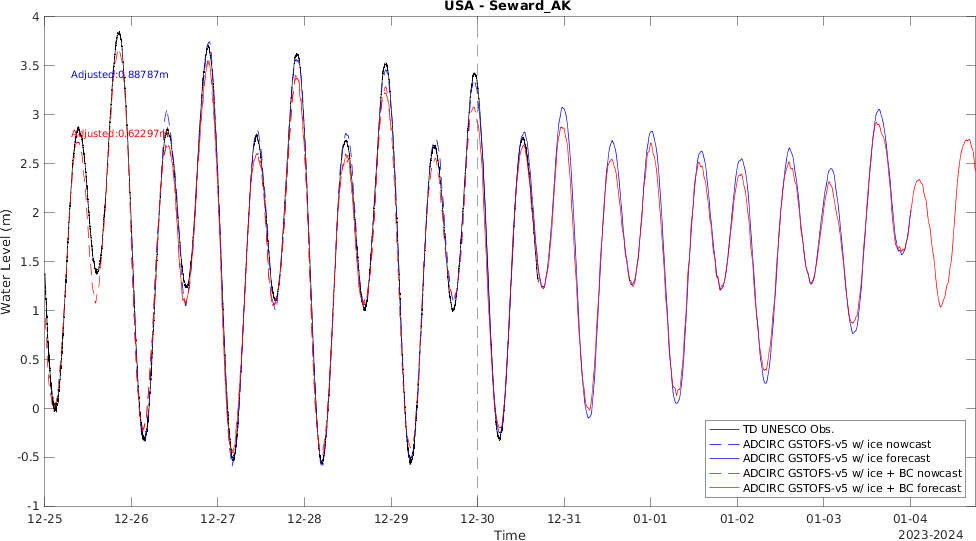 USA - Seward_AK
4
3.5
3
2.5
2
1.5
1
0.5
0
-0.5
-1
Water Level (m)
Adjusted:0.88787m
Adjusted:0.62297m
TD UNESCO Obs.
ADCIRC GSTOFS-v5 w/ ice nowcast
ADCIRC GSTOFS-v5 w/ ice forecast
ADCIRC GSTOFS-v5 w/ ice + BC nowcast
ADCIRC GSTOFS-v5 w/ ice + BC forecast
12-25 12-26 12-27 12-28 12-29 12-30 12-31 01-01 01-02 01-03 01-04
Time
2023-2024